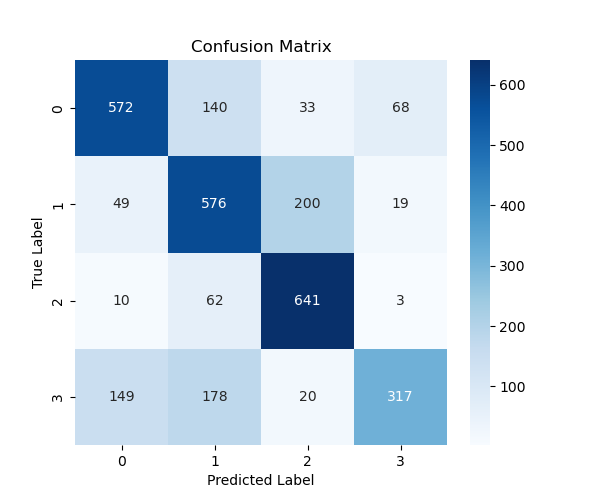 Confusion Matrix
True Label
0 572 140 33 68
1 49 576 200 19
2 10 62 641 3
3 149 178 20 317
0 1 2 3
Predicted Label
600
500
400
300
200
100